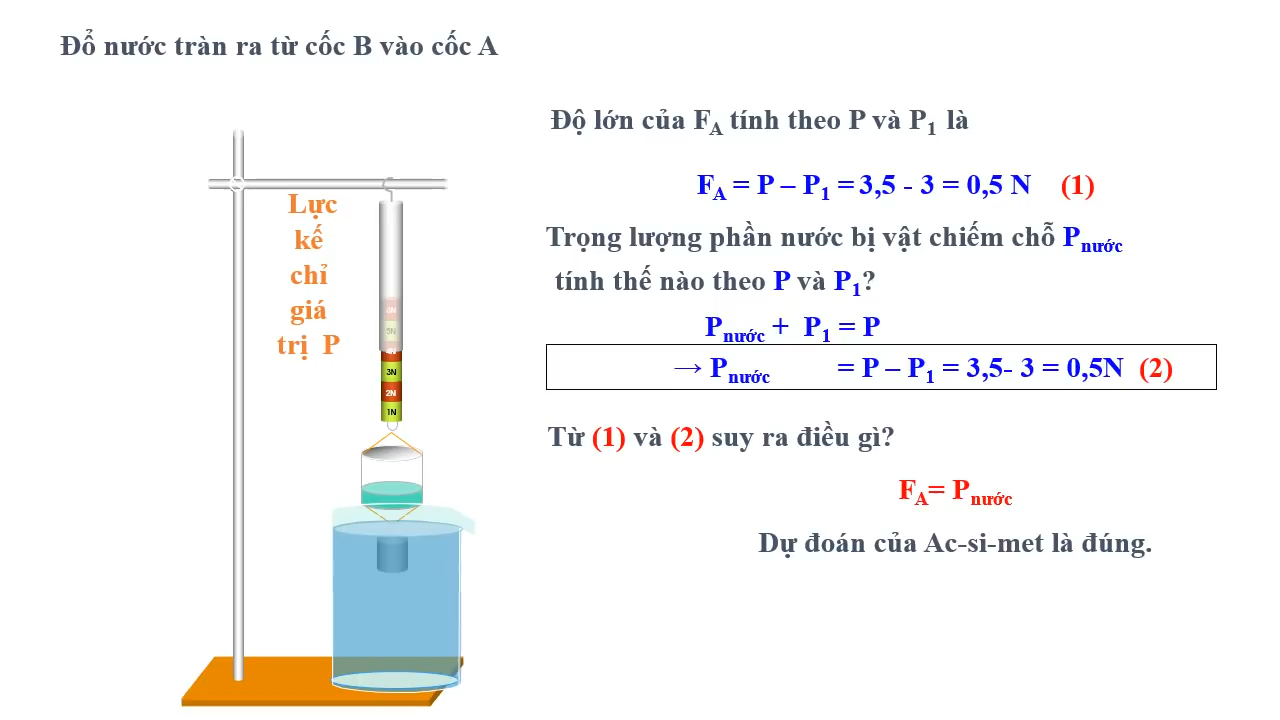 Đổ nước tràn ra từ cốc B vào cốc A
Độ lớn của FA tính theo P và P1 là
FA = P – P1 = 3,5 - 3 = 0,5 N (1)
Lực
kế
chỉ
giá
trị P
Trọng lượng phần nước bị vật chiếm chỗ Pnước
tính thế nào theo P và P1?
Pnước + P1 = P
→ Pnước = P – P1 = 3,5- 3 = 0,5N (2)
6N
5N
3N
2N
1N
Từ (1) và (2) suy ra điều gì?
FA= Pnước
Dự đoán của Ac-si-met là đúng.